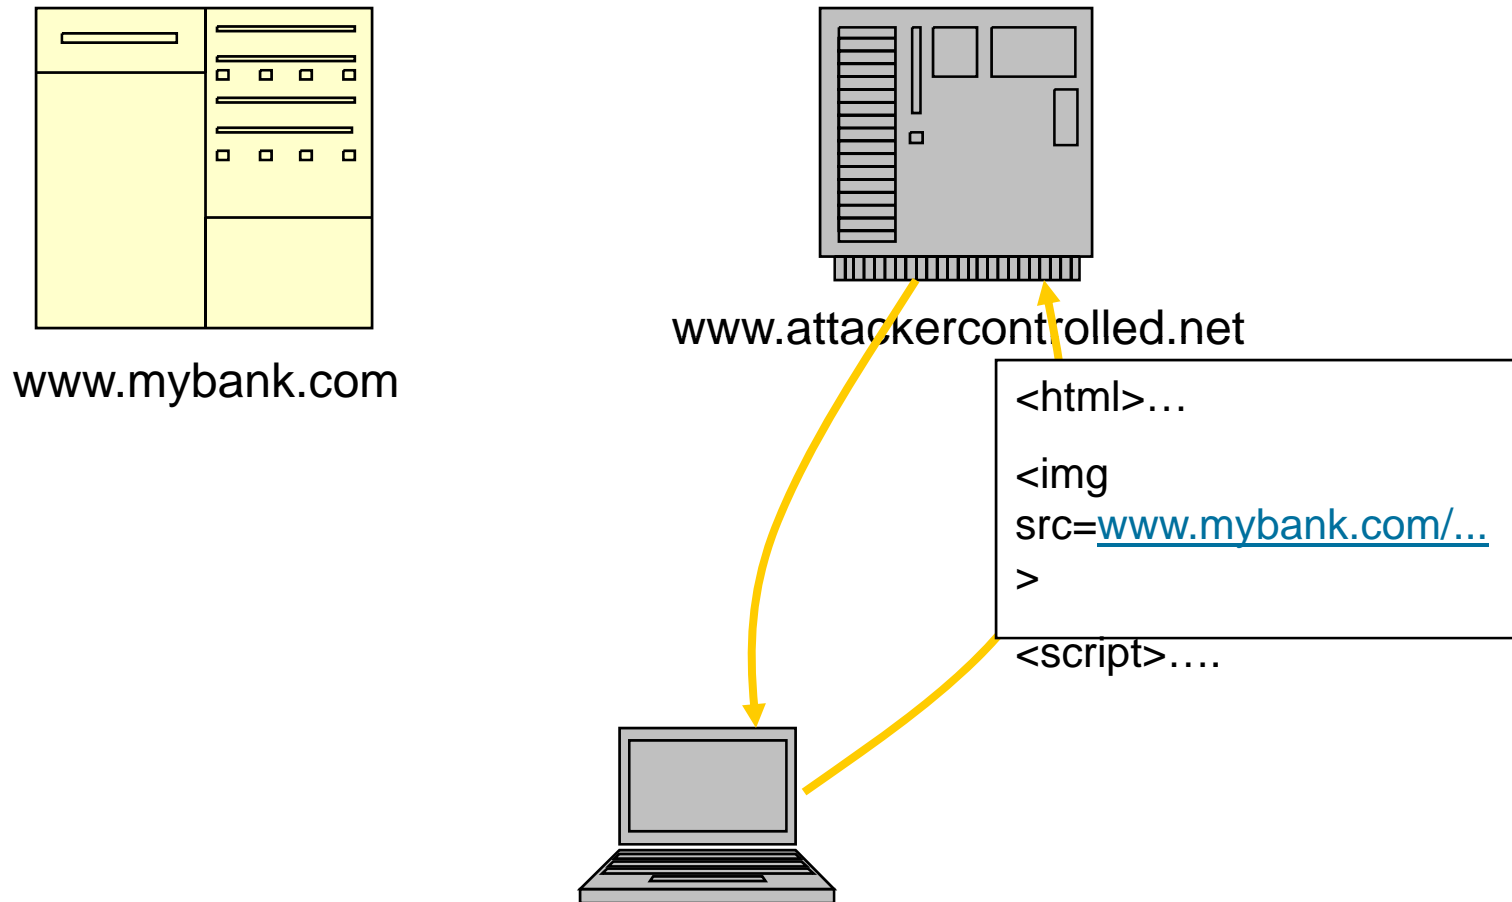 www.attackercontrolled.net
www.mybank.com
<html>…
<img
src=www.mybank.com/...
>
<script>….